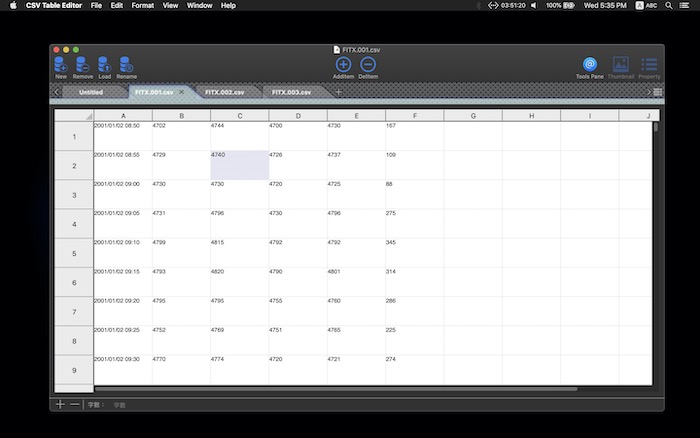 CSV Table Editor File Edit Format View Window Help 03:51:20 100% Wed 5:35 PM A ABC
FITX.001.csv
New Remove Load Rename AddItem DelItem Tools Pane Thumbnail Property
Untitled FITX.001.csv × FITX.002.csv FITX.003.csv +
A B C D E F G H I J
1 2001/01/02 08:50 4702 4744 4700 4730 167
2 2001/01/02 08:55 4729 4740 4726 4737 109
3 2001/01/02 09:00 4730 4730 4720 4725 88
4 2001/01/02 09:05 4731 4796 4730 4796 275
5 2001/01/02 09:10 4799 4815 4792 4792 345
6 2001/01/02 09:15 4793 4820 4790 4801 314
7 2001/01/02 09:20 4795 4795 4755 4760 286
8 2001/01/02 09:25 4752 4769 4751 4765 225
9 2001/01/02 09:30 4770 4774 4720 4721 274
字數： 字數